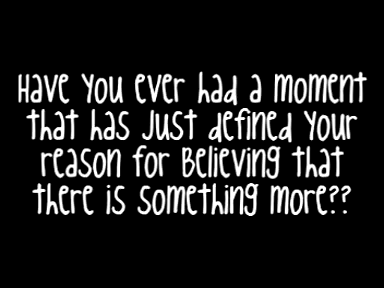 Have You Ever had a moment
that has Just defined Your
reason for Believing that
there is something more??